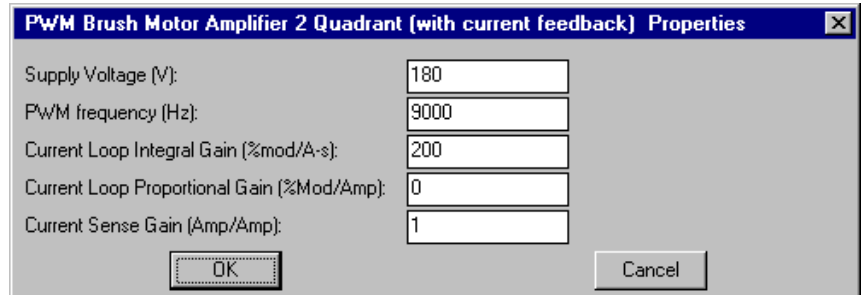 PWM Brush Motor Amplifier 2 Quadrant (with current feedback) Properties
Supply Voltage (V): 180
PWM frequency (Hz): 9000
Current Loop Integral Gain (%mod/A-s): 200
Current Loop Proportional Gain (%Mod/Amp): 0
Current Sense Gain (Amp/Amp): 1
OK Cancel